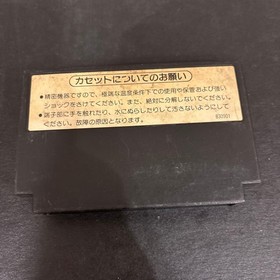 カセットについてのお願い
●精密機器ですので、極端な温度条件下での使用や保管および強い
ショックをさけてください。また、絶対に分解しないでください。
●端子部に手を触れたり、水にぬらしたりして汚さないようにして
ください。故障の原因となります。